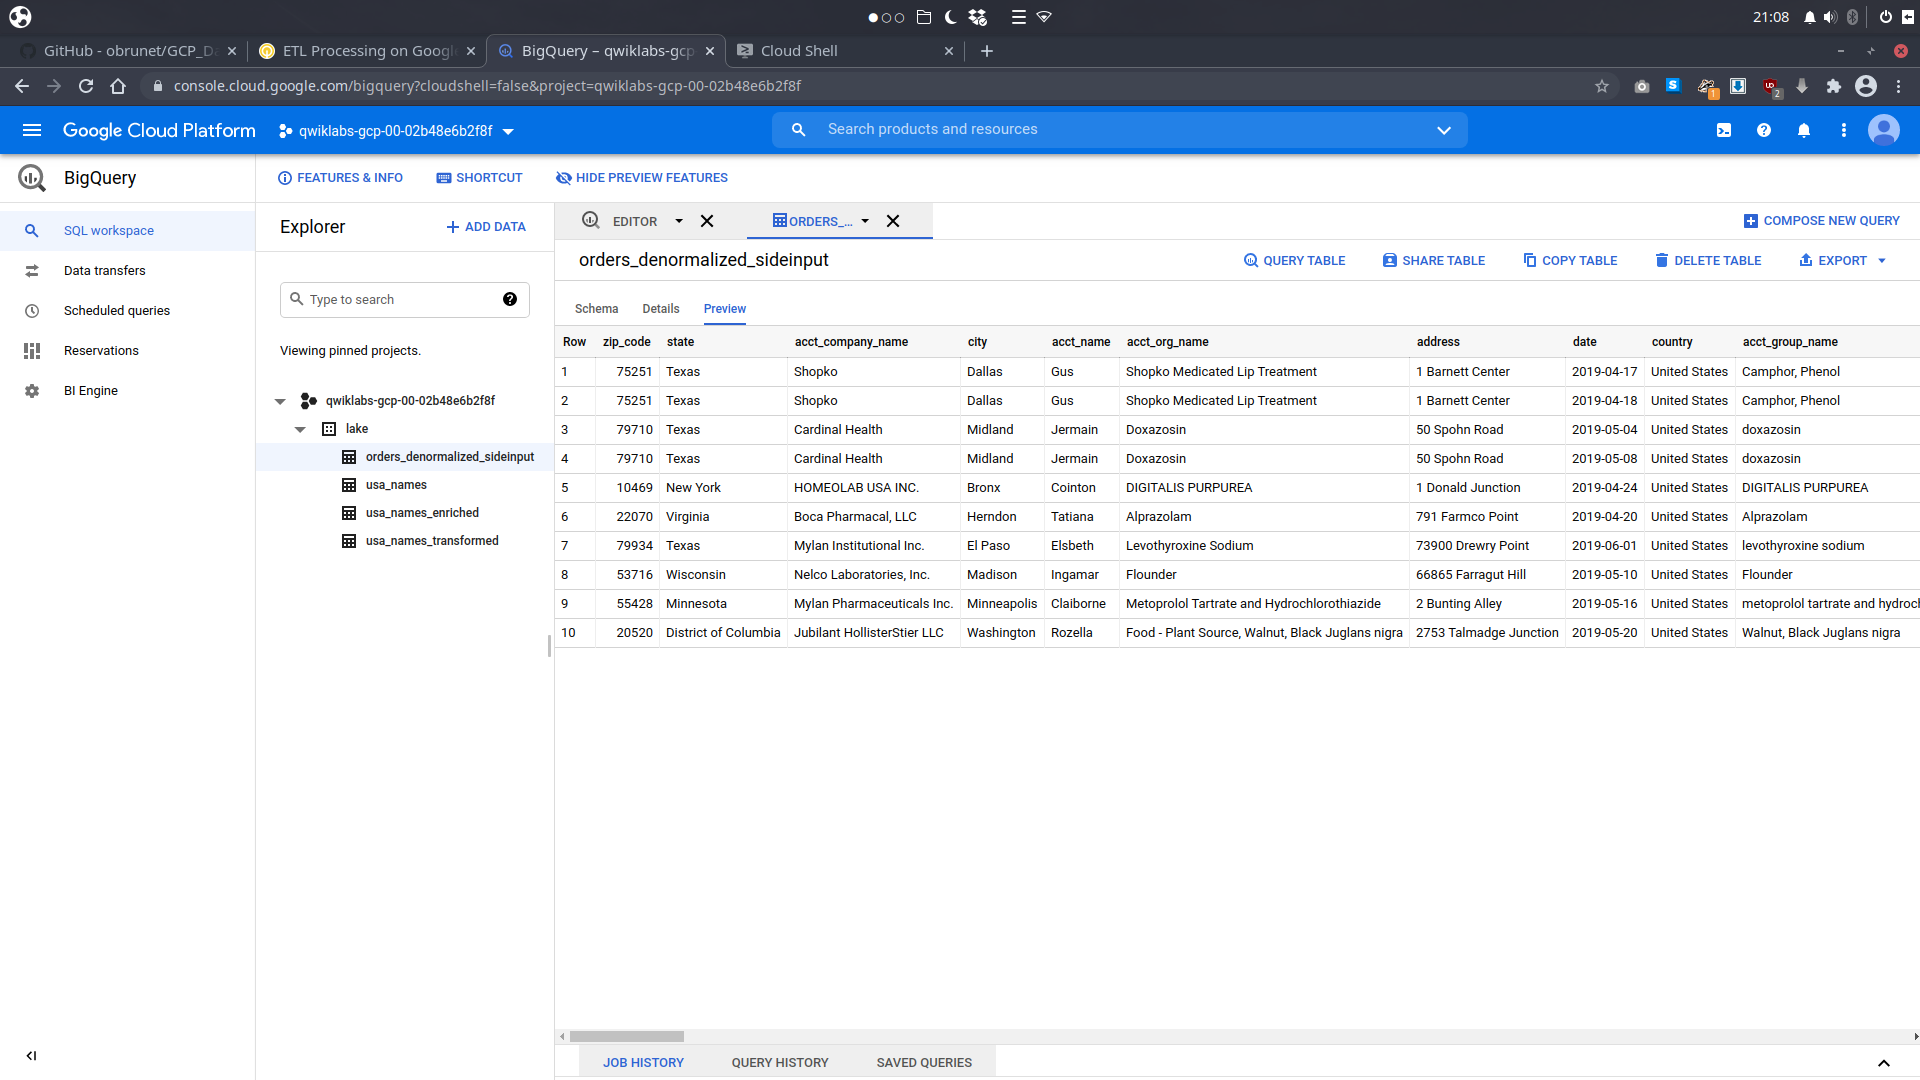 21:08
GitHub - obrunet/GCP_Da
ETL Processing on Google
BigQuery – qwiklabs-gcp
Cloud Shell
console.cloud.google.com/bigquery?cloudshell=false&project=qwiklabs-gcp-00-02b48e6b2f8f
S
1
2
Google Cloud Platform
qwiklabs-gcp-00-02b48e6b2f8f
Search products and resources
BigQuery
FEATURES & INFO
SHORTCUT
HIDE PREVIEW FEATURES
SQL workspace
Data transfers
Scheduled queries
Reservations
BI Engine
Explorer
ADD DATA
Type to search
Viewing pinned projects.
qwiklabs-gcp-00-02b48e6b2f8f
lake
orders_denormalized_sideinput
usa_names
usa_names_enriched
usa_names_transformed
EDITOR
ORDERS_...
COMPOSE NEW QUERY
orders_denormalized_sideinput
QUERY TABLE
SHARE TABLE
COPY TABLE
DELETE TABLE
EXPORT
Schema Details Preview
Row zip_code state acct_company_name city acct_name acct_org_name address date country acct_group_name
1 75251 Texas Shopko Dallas Gus Shopko Medicated Lip Treatment 1 Barnett Center 2019-04-17 United States Camphor, Phenol
2 75251 Texas Shopko Dallas Gus Shopko Medicated Lip Treatment 1 Barnett Center 2019-04-18 United States Camphor, Phenol
3 79710 Texas Cardinal Health Midland Jermain Doxazosin 50 Spohn Road 2019-05-04 United States doxazosin
4 79710 Texas Cardinal Health Midland Jermain Doxazosin 50 Spohn Road 2019-05-08 United States doxazosin
5 10469 New York HOMEOLAB USA INC. Bronx Cointon DIGITALIS PURPUREA 1 Donald Junction 2019-04-24 United States DIGITALIS PURPUREA
6 22070 Virginia Boca Pharmacal, LLC Herndon Tatiana Alprazolam 791 Farmco Point 2019-04-20 United States Alprazolam
7 79934 Texas Mylan Institutional Inc. El Paso Elsbeth Levothyroxine Sodium 73900 Drewry Point 2019-06-01 United States levothyroxine sodium
8 53716 Wisconsin Nelco Laboratories, Inc. Madison Ingamar Flounder 66865 Farragut Hill 2019-05-10 United States Flounder
9 55428 Minnesota Mylan Pharmaceuticals Inc. Minneapolis Claiborne Metoprolol Tartrate and Hydrochlorothiazide 2 Bunting Alley 2019-05-16 United States metoprolol tartrate and hydroch
10 20520 District of Columbia Jubilant HollisterStier LLC Washington Rozella Food - Plant Source, Walnut, Black Juglans nigra 2753 Talmadge Junction 2019-05-20 United States Walnut, Black Juglans nigra
JOB HISTORY QUERY HISTORY SAVED QUERIES